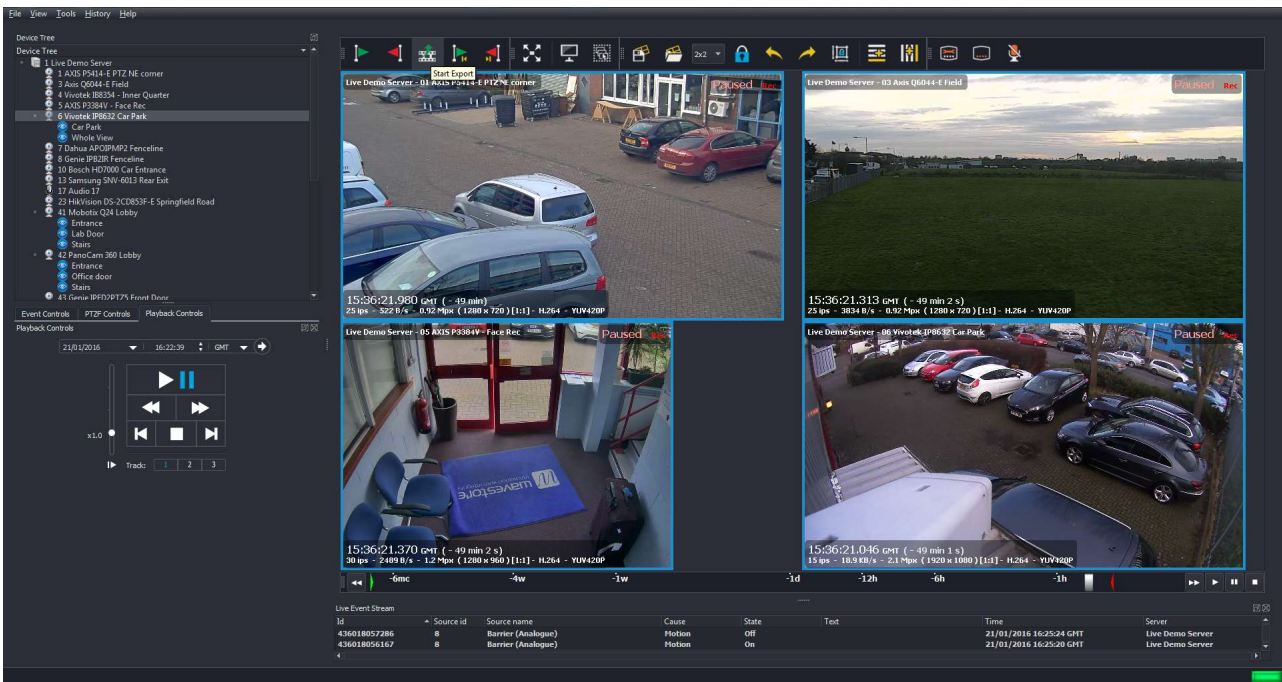 File View Tools History Help
Device Tree
Device Tree
1 Live Demo Server
1 AXIS P5414-E PTZ NE corner
3 Axis Q6044-E Field
4 Vivotek IB8354 - Inner Quarter
5 AXIS P3384V - Face Rec
6 Vivotek IP8632 Car Park
Car Park
Whole View
7 Dahua APOIPMP2 Fenceline
8 Genie IPB2IR Fenceline
10 Bosch HD7000 Car Entrance
13 Samsung SNV-6013 Rear Exit
17 Audio 17
23 HikVision DS-2CD853F-E Springfield Road
41 Mobotix Q24 Lobby
Entrance
Lab Door
Stairs
42 PanoCam 360 Lobby
Entrance
Office door
Stairs
43 Genie IPFD2PTZ5 Front Door
Event Controls PTZF Controls Playback Controls
Playback Controls
21/01/2016 16:22:39 GMT
x1.0
Track: 1 2 3
2x2
Start Export
Live Demo Server - 01 AXIS P5414-E PTZ NE corner Paused Rec
15:36:21.980 GMT ( - 49 min)
25 ips - 522 B/s - 0.92 Mpx ( 1280 x 720 ) [1:1] - H.264 - YUV420P
Live Demo Server - 03 Axis Q6044-E Field Paused Rec
15:36:21.313 GMT ( - 49 min 2 s)
25 ips - 3834 B/s - 0.92 Mpx ( 1280 x 720 ) [1:1] - H.264 - YUV420P
Live Demo Server - 05 AXIS P3384V - Face Rec Paused Rec
wavestore
15:36:21.370 GMT ( - 49 min 2 s)
30 ips - 2489 B/s - 1.2 Mpx ( 1280 x 960 ) [1:1] - H.264 - YUV420P
Live Demo Server - 06 Vivotek IP8632 Car Park Paused Rec
15:36:21.046 GMT ( - 49 min 1 s)
15 ips - 18.9 KB/s - 2.1 Mpx ( 1920 x 1080 ) [1:1] - H.264 - YUV420P
-6mc -4w -1w -1d -12h -6h -1h
Live Event Stream
Id Source id Source name Cause State Text Time Server
436018057286 8 Barrier (Analogue) Motion Off 21/01/2016 16:25:24 GMT Live Demo Server
436018056167 8 Barrier (Analogue) Motion On 21/01/2016 16:25:20 GMT Live Demo Server